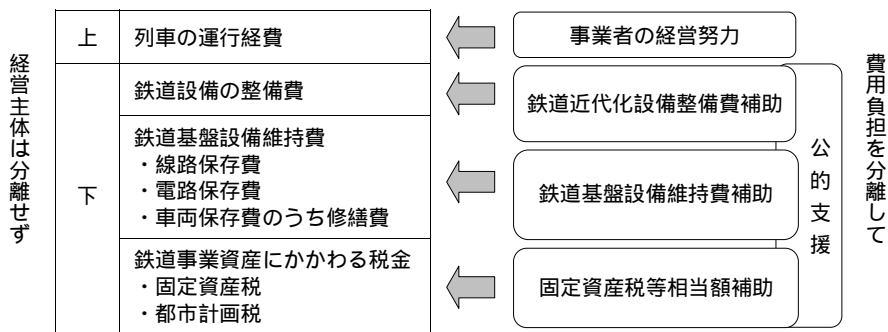 経営主体は分離せず
上
列車の運行経費
事業者の経営努力
下
鉄道設備の整備費
鉄道近代化設備整備費補助
鉄道基盤設備維持費
・線路保存費
・電路保存費
・車両保存費のうち修繕費
鉄道基盤設備維持費補助
鉄道事業資産にかかわる税金
・固定資産税
・都市計画税
固定資産税等相当額補助
公的支援
費用負担を分離して